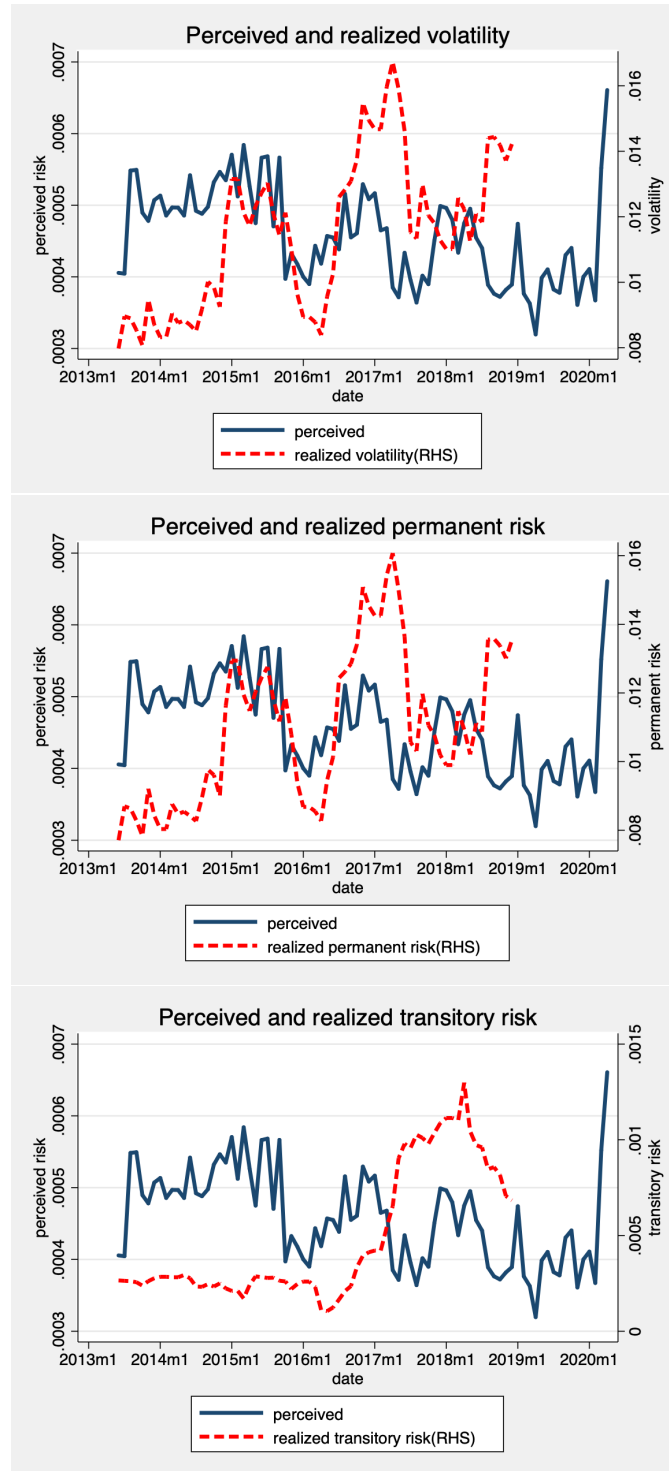 Perceived and realized volatility
perceived risk
.0003 .0004 .0005 .0006 .0007
.008 .01 .012 .014 .016
volatility
2013m1 2014m1 2015m1 2016m1 2017m1 2018m1 2019m1 2020m1
date
perceived
realized volatility(RHS)
Perceived and realized permanent risk
perceived risk
.0003 .0004 .0005 .0006 .0007
.008 .01 .012 .014 .016
permanent risk
2013m1 2014m1 2015m1 2016m1 2017m1 2018m1 2019m1 2020m1
date
perceived
realized permanent risk(RHS)
Perceived and realized transitory risk
perceived risk
.0003 .0004 .0005 .0006 .0007
0 .0005 .001 .0015
transitory risk
2013m1 2014m1 2015m1 2016m1 2017m1 2018m1 2019m1 2020m1
date
perceived
realized transitory risk(RHS)